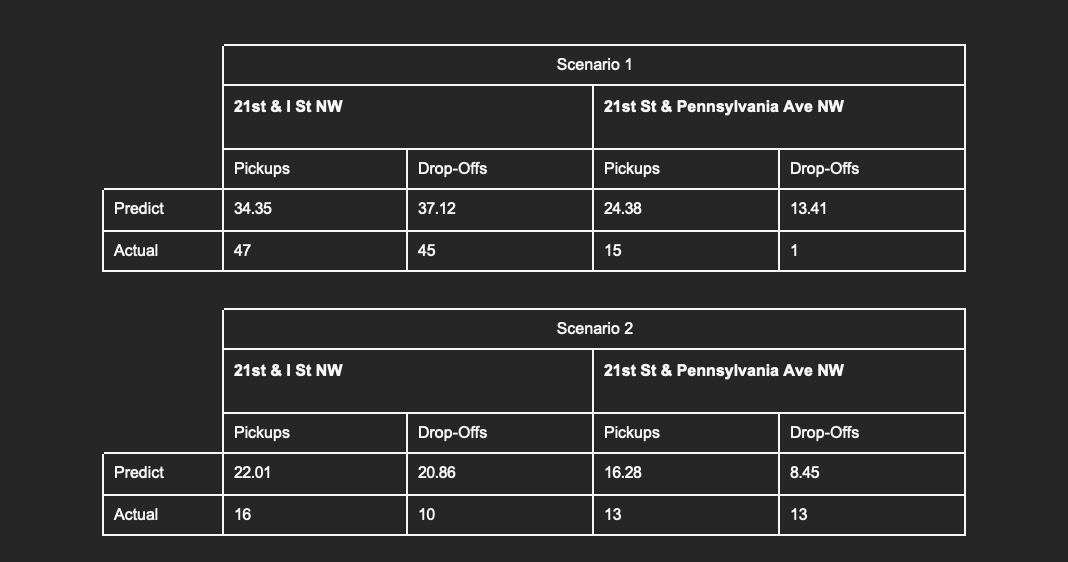 Scenario 1
21st & I St NW 21st St & Pennsylvania Ave NW
Pickups Drop-Offs Pickups Drop-Offs
Predict 34.35 37.12 24.38 13.41
Actual 47 45 15 1
Scenario 2
21st & I St NW 21st St & Pennsylvania Ave NW
Pickups Drop-Offs Pickups Drop-Offs
Predict 22.01 20.86 16.28 8.45
Actual 16 10 13 13